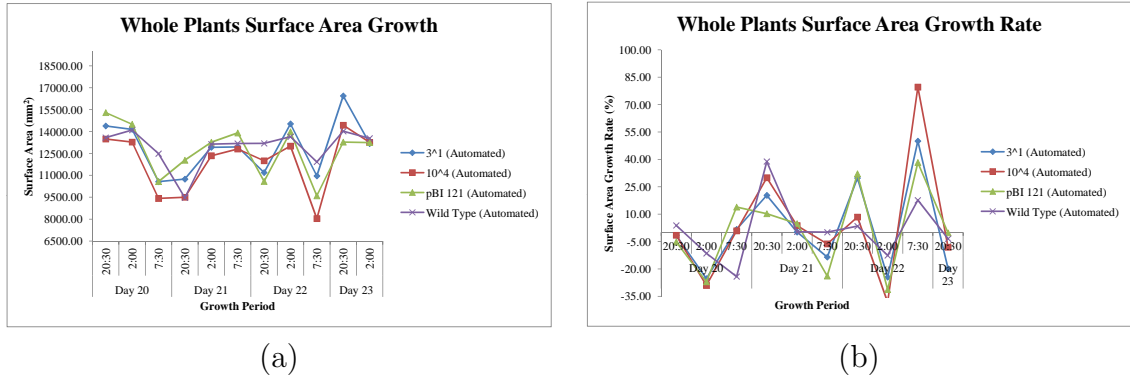 Whole Plants Surface Area Growth
18500.00
17000.00
15500.00
14000.00
12500.00
11000.00
9500.00
8000.00
6500.00
Surface Area (mm²)
20:30 2:00 7:30 20:30 2:00 7:30 20:30 2:00 7:30 20:30 2:00
Day 20 Day 21 Day 22 Day 23
Growth Period
3^1 (Automated)
10^4 (Automated)
pBI 121 (Automated)
Wild Type (Automated)
(a)
Whole Plants Surface Area Growth Rate
100.00
85.00
70.00
55.00
40.00
25.00
10.00
-5.00
-20.00
-35.00
Surface Area Growth Rate (%)
20:30 2:00 7:30 20:30 2:00 7:30 20:30 2:00 7:30 20:30
Day 20 Day 21 Day 22 Day
23
Growth Period
3^1 (Automated)
10^4 (Automated)
pBI 121 (Automated)
Wild Type (Automated)
(b)